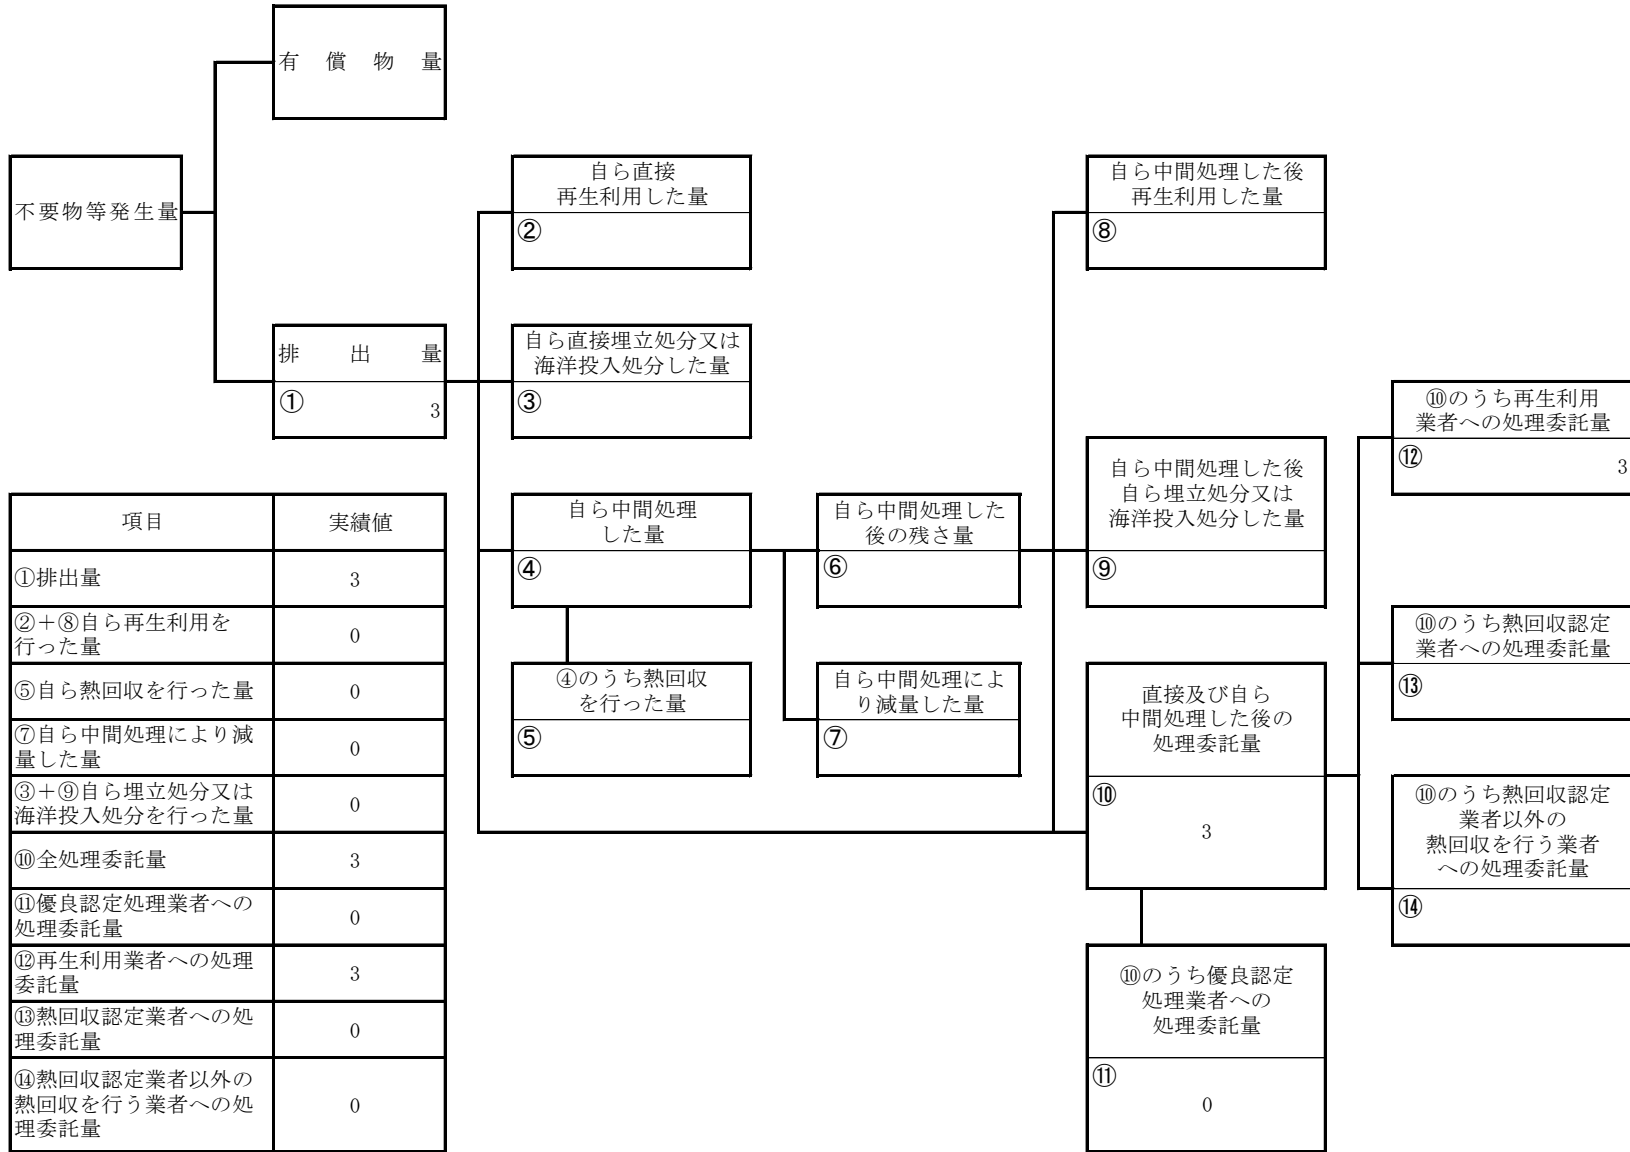 有償物量
不要物等発生量
自ら直接
再生利用した量
②
自ら中間処理した後
再生利用した量
⑧
排出量
①
3
自ら直接埋立処分又は
海洋投入処分した量
③
⑩のうち再生利用
業者への処理委託量
⑫
3
自ら中間処理した後
自ら埋立処分又は
海洋投入処分した量
⑨
自ら中間処理
した量
④
自ら中間処理した
後の残さ量
⑥
⑩のうち熱回収認定
業者への処理委託量
⑬
④のうち熱回収
を行った量
⑤
自ら中間処理によ
り減量した量
⑦
直接及び自ら
中間処理した後の
処理委託量
⑩
3
⑩のうち熱回収認定
業者以外の
熱回収を行う業者
への処理委託量
⑭
⑩のうち優良認定
処理業者への
処理委託量
⑪
0
項目 実績値
①排出量 3
②+⑧自ら再生利用を
行った量 0
⑤自ら熱回収を行った量 0
⑦自ら中間処理により減
量した量 0
③+⑨自ら埋立処分又は
海洋投入処分を行った量 0
⑩全処理委託量 3
⑪優良認定処理業者への
処理委託量 0
⑫再生利用業者への処理
委託量 3
⑬熱回収認定業者への処
理委託量 0
⑭熱回収認定業者以外の
熱回収を行う業者への処
理委託量 0